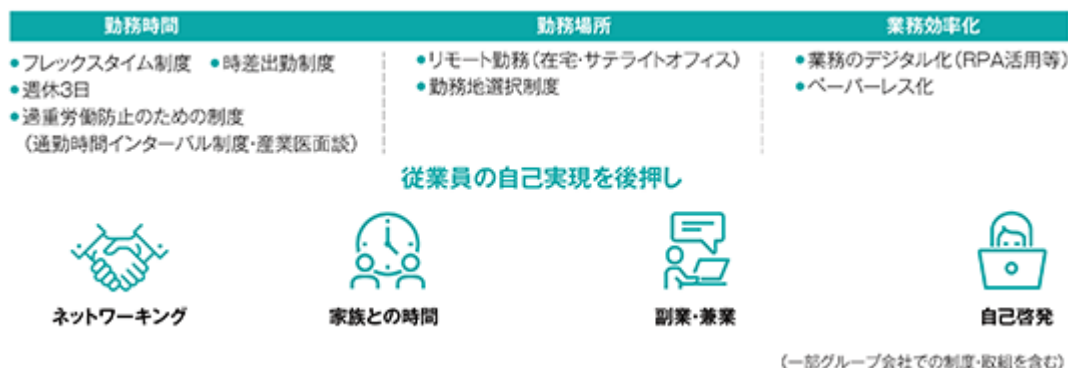 勤務時間
勤務場所
業務効率化
●フレックスタイム制度 ●時差出勤制度
●週休3日
●過重労働防止のための制度
(通勤時間インターバル制度・産業医面談)
●リモート勤務(在宅・サテライトオフィス)
●勤務地選択制度
●業務のデジタル化(RPA活用等)
●ペーパーレス化
従業員の自己実現を後押し
ネットワーキング
家族との時間
副業・兼業
自己啓発
(一部グループ会社での制度・取組を含む)